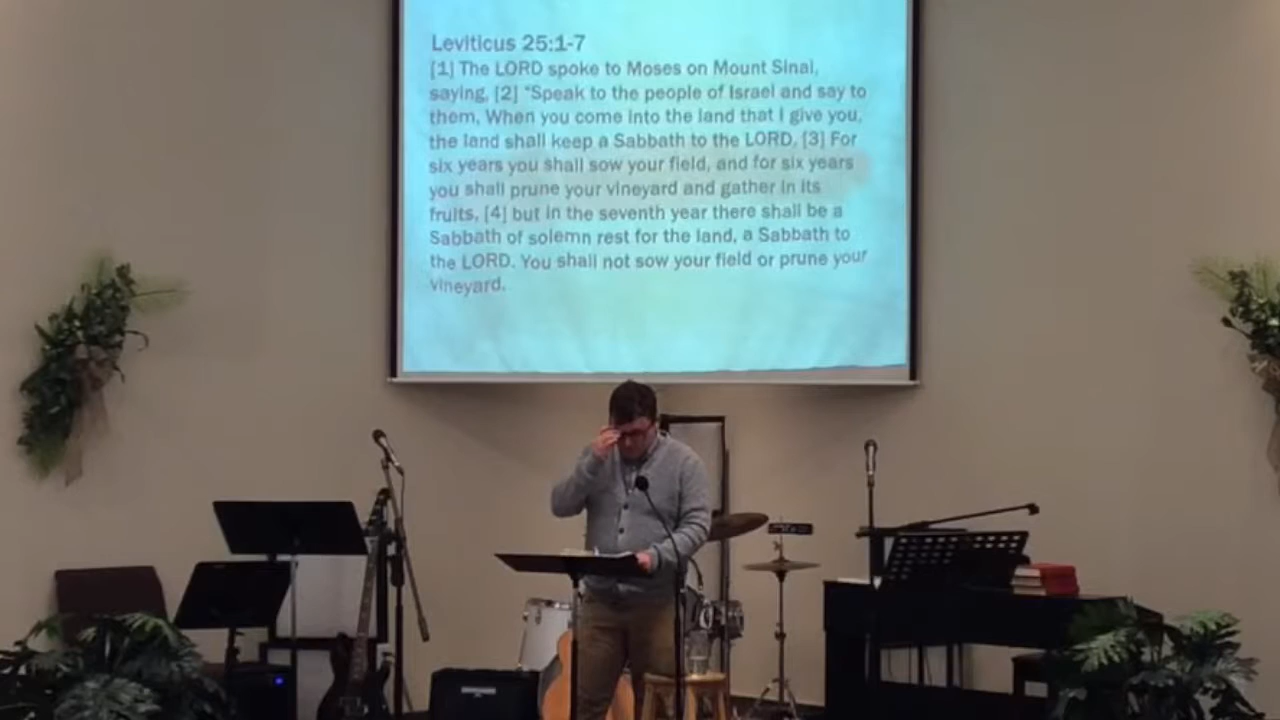 Leviticus 25:1-7
[1] The LORD spoke to Moses on Mount Sinai,
saying, [2] "Speak to the people of Israel and say to
them, When you come into the land that I give you,
the land shall keep a Sabbath to the LORD. [3] For
six years you shall sow your field, and for six years
you shall prune your vineyard and gather in its
fruits, [4] but in the seventh year there shall be a
Sabbath of solemn rest for the land, a Sabbath to
the LORD. You shall not sow your field or prune your
vineyard.